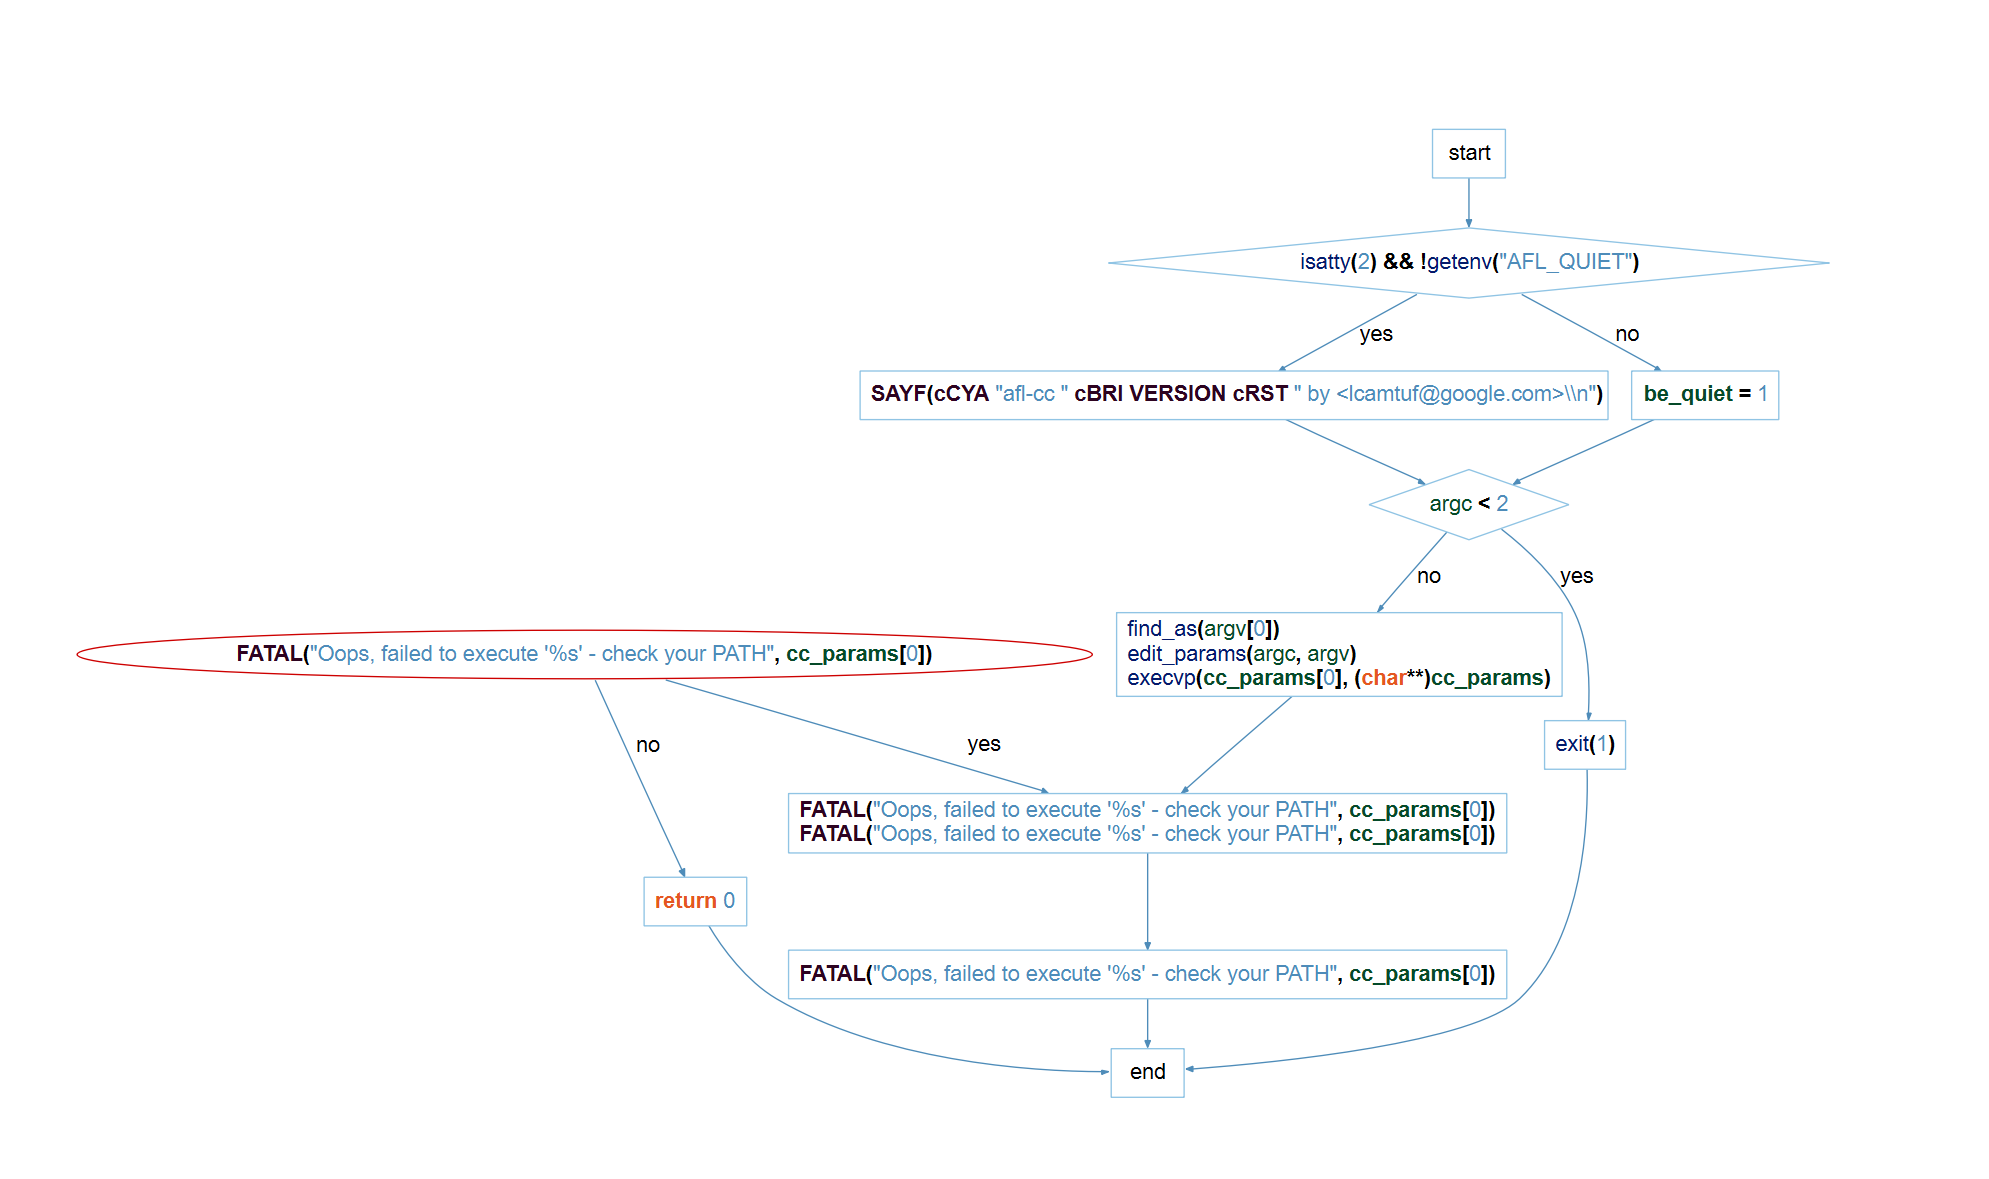 start
isatty(2) && !getenv("AFL_QUIET")
yes
no
SAYF(cCYA "afl-cc " cBRI VERSION cRST " by <lcamtuf@google.com>\\n")
be_quiet = 1
argc < 2
no
yes
find_as(argv[0])
edit_params(argc, argv)
execvp(cc_params[0], (char**)cc_params)
FATAL("Oops, failed to execute '%s' - check your PATH", cc_params[0])
no
yes
exit(1)
FATAL("Oops, failed to execute '%s' - check your PATH", cc_params[0])
FATAL("Oops, failed to execute '%s' - check your PATH", cc_params[0])
return 0
FATAL("Oops, failed to execute '%s' - check your PATH", cc_params[0])
end